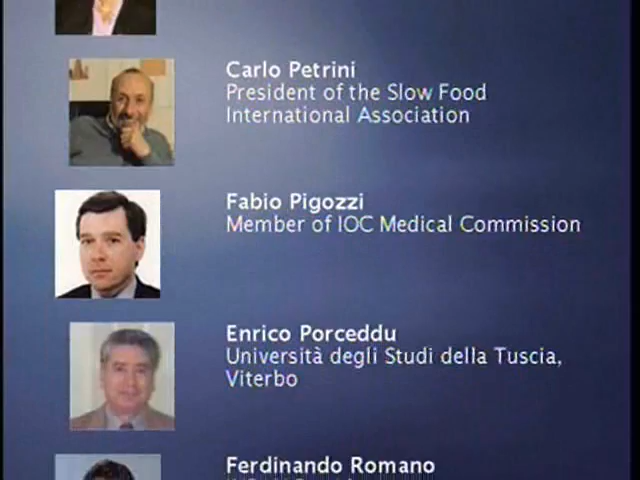 Carlo Petrini
President of the Slow Food
International Association
Fabio Pigozzi
Member of IOC Medical Commission
Enrico Porceddu
Università degli Studi della Tuscia,
Viterbo
Ferdinando Romano